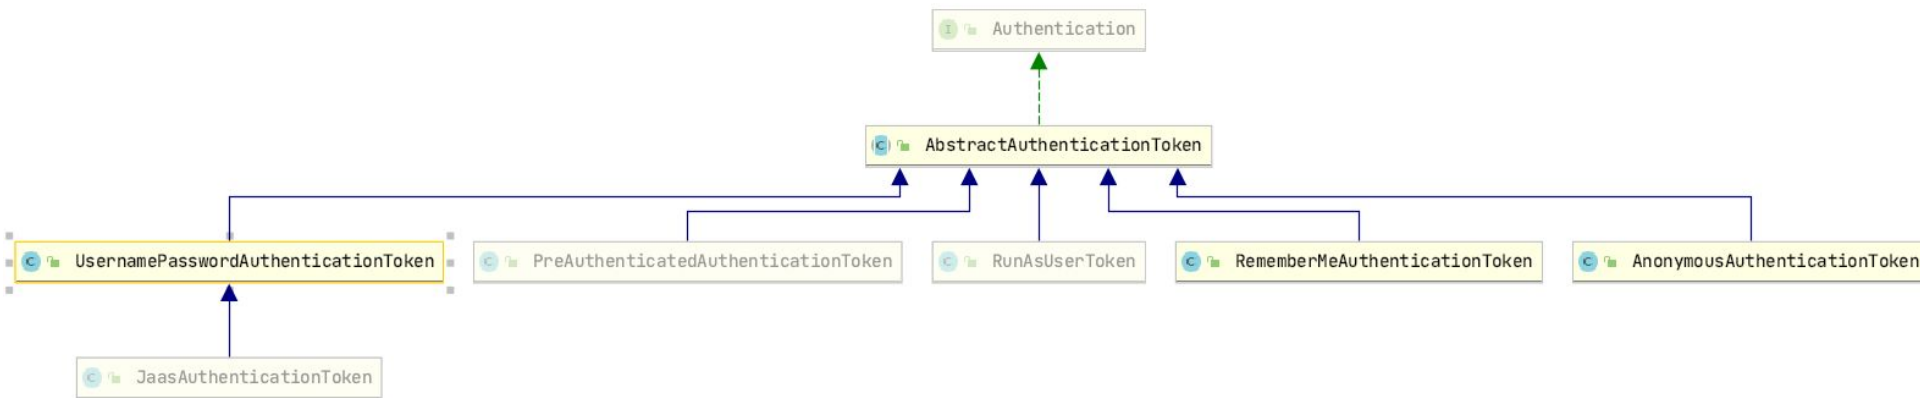 I Authentication
C AbstractAuthenticationToken
C UsernamePasswordAuthenticationToken
C PreAuthenticatedAuthenticationToken
C RunAsUserToken
C RememberMeAuthenticationToken
C AnonymousAuthenticationToken
C JaasAuthenticationToken